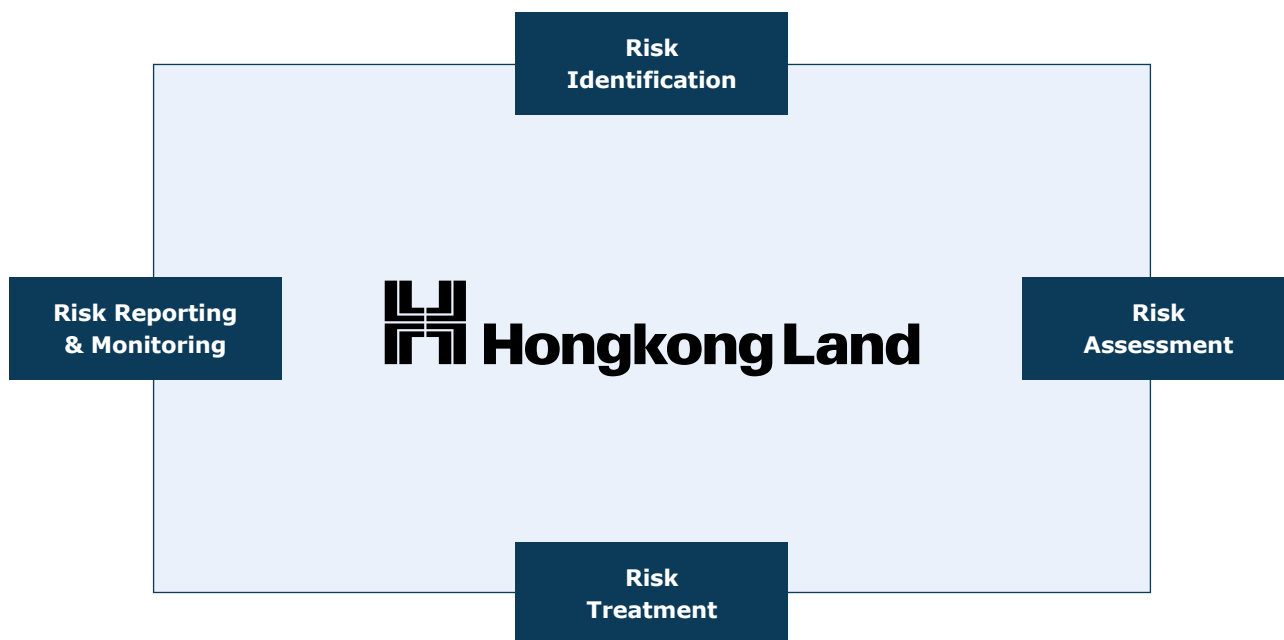 Risk
Identification
Risk Reporting
& Monitoring
Hongkong Land
Risk
Assessment
Risk
Treatment